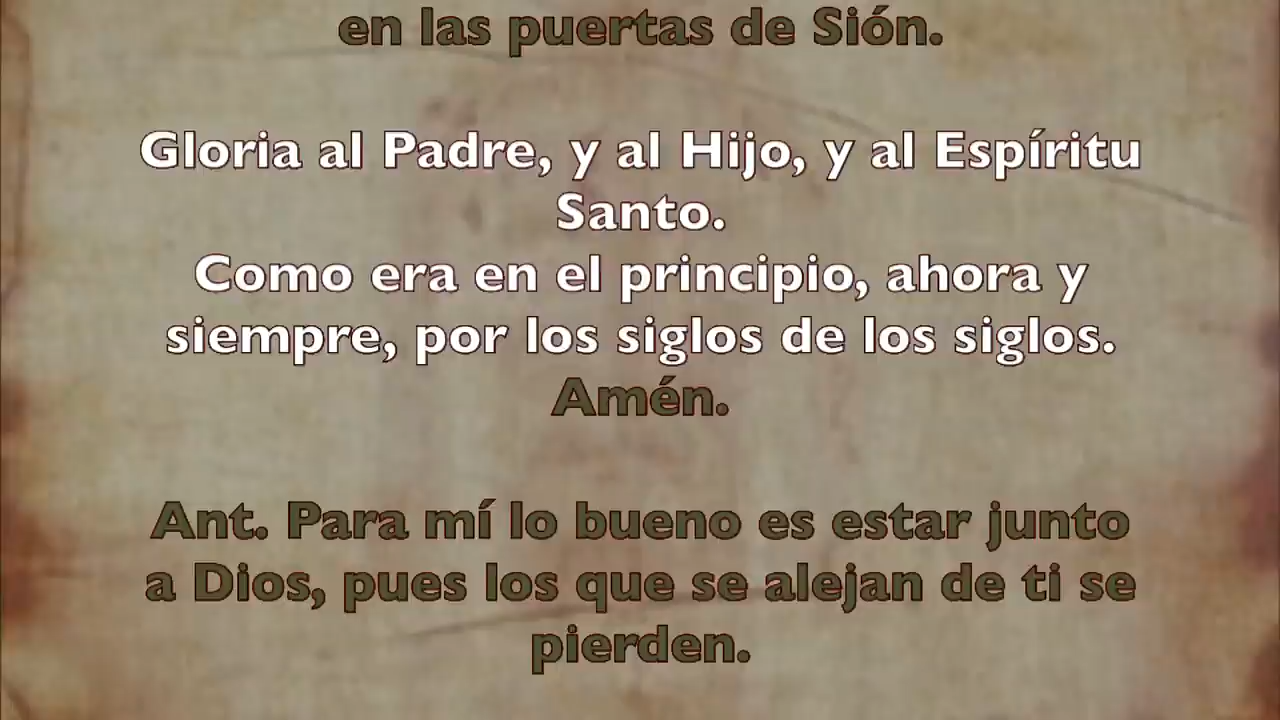 en las puertas de Sión.
Gloria al Padre, y al Hijo, y al Espíritu
Santo.
Como era en el principio, ahora y
siempre, por los siglos de los siglos.
Amén.
Ant. Para mí lo bueno es estar junto
a Dios, pues los que se alejan de ti se
pierden.